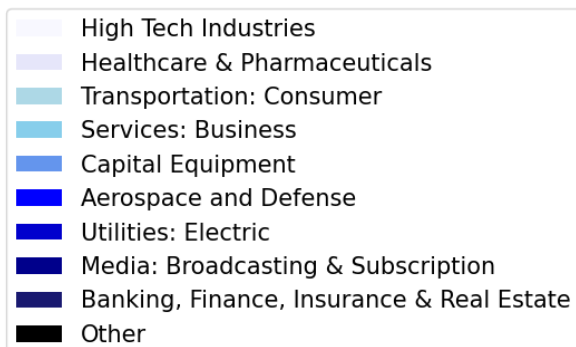 High Tech Industries
Healthcare & Pharmaceuticals
Transportation: Consumer
Services: Business
Capital Equipment
Aerospace and Defense
Utilities: Electric
Media: Broadcasting & Subscription
Banking, Finance, Insurance & Real Estate
Other